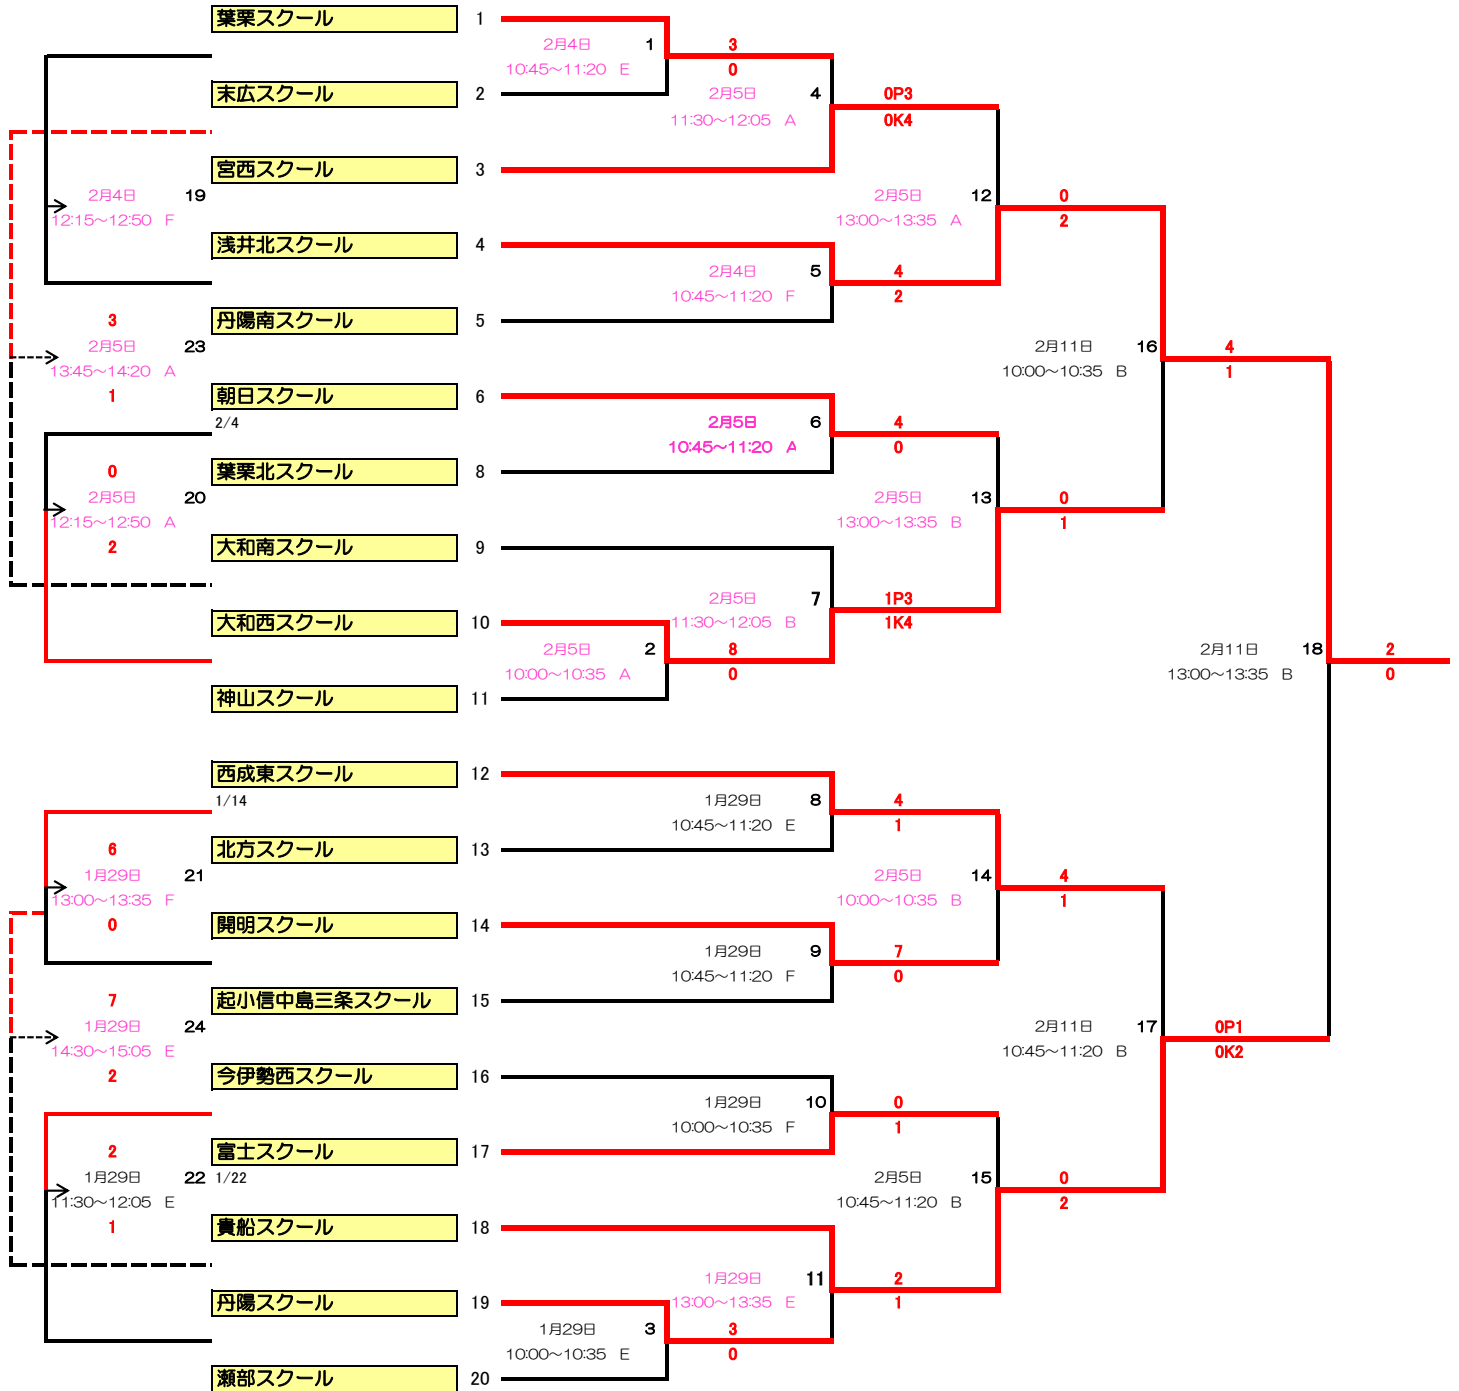 葉栗スクール 1
2月4日 1 3
10:45～11:20 E 0
末広スクール 2 2月5日 4 0P3
11:30～12:05 A 0K4
宮西スクール 3
2月4日 19 2月5日 12 0
12:15～12:50 F 13:00～13:35 A 2
浅井北スクール 4
2月4日 5 4
10:45～11:20 F 2
3 丹陽南スクール 5
2月5日 23 2月11日 16 4
13:45～14:20 A 10:00～10:35 B 1
1 朝日スクール 6
2/4 2月5日 6 4
10:45～11:20 A 0
0 葉栗北スクール 8
2月5日 20 2月5日 13 0
12:15～12:50 A 13:00～13:35 B 1
2 大和南スクール 9
2月5日 7 1P3
大和西スクール 10 11:30～12:05 B 1K4
2月5日 2 8 2月11日 18 2
10:00～10:35 A 0 13:00～13:35 B 0
神山スクール 11
西成東スクール 12
1/14 1月29日 8 4
10:45～11:20 E 1
6 北方スクール 13
1月29日 21 2月5日 14 4
13:00～13:35 F 10:00～10:35 B 1
0 開明スクール 14
1月29日 9 7
10:45～11:20 F 0
7 起小信中島三条スクール 15
1月29日 24 2月11日 17 0P1
14:30～15:05 E 10:45～11:20 B 0K2
2 今伊勢西スクール 16
1月29日 10 0
10:00～10:35 F 1
2 富士スクール 17
1月29日 22 1/22 2月5日 15 0
11:30～12:05 E 10:45～11:20 B 2
1 貴船スクール 18
1月29日 11 2
丹陽スクール 19 13:00～13:35 E 1
1月29日 3 3
10:00～10:35 E 0
瀬部スクール 20